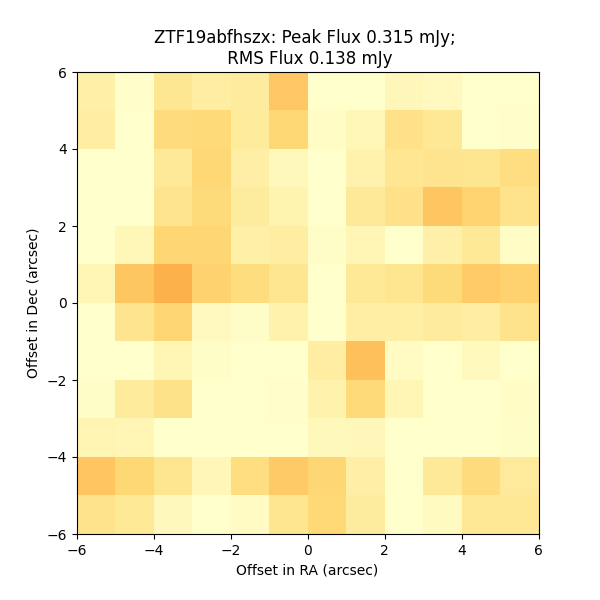 ZTF19abfhszx: Peak Flux 0.315 mJy;
RMS Flux 0.138 mJy
6
4
2
0
−2
−4
−6
Offset in Dec (arcsec)
−6 −4 −2 0 2 4 6
Offset in RA (arcsec)